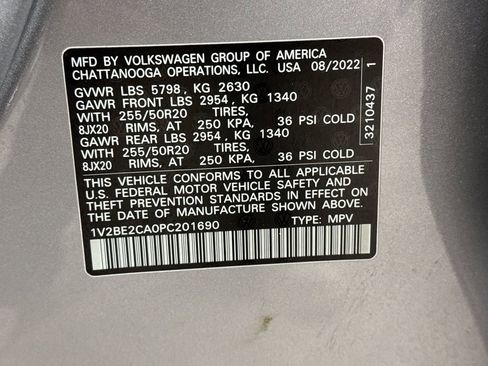 MFD BY VOLKSWAGEN GROUP OF AMERICA
CHATTANOOGA OPERATIONS, LLC. USA 08/2022
GVWR LBS 5798 , KG 2630
GAWR FRONT LBS 2954 , KG 1340
WITH 255/50R20 TIRES,
8JX20 RIMS, AT 250 KPA, 36 PSI COLD
GAWR REAR LBS 2954 , KG 1340
WITH 255/50R20 TIRES,
8JX20 RIMS, AT 250 KPA, 36 PSI COLD
THIS VEHICLE CONFORMS TO ALL APPLICABLE
U.S. FEDERAL MOTOR VEHICLE SAFETY AND
THEFT PREVENTION STANDARDS IN EFFECT ON
THE DATE OF MANUFACTURE SHOWN ABOVE.
1V2BE2CA0PC201690 TYPE: MPV
3210437 1